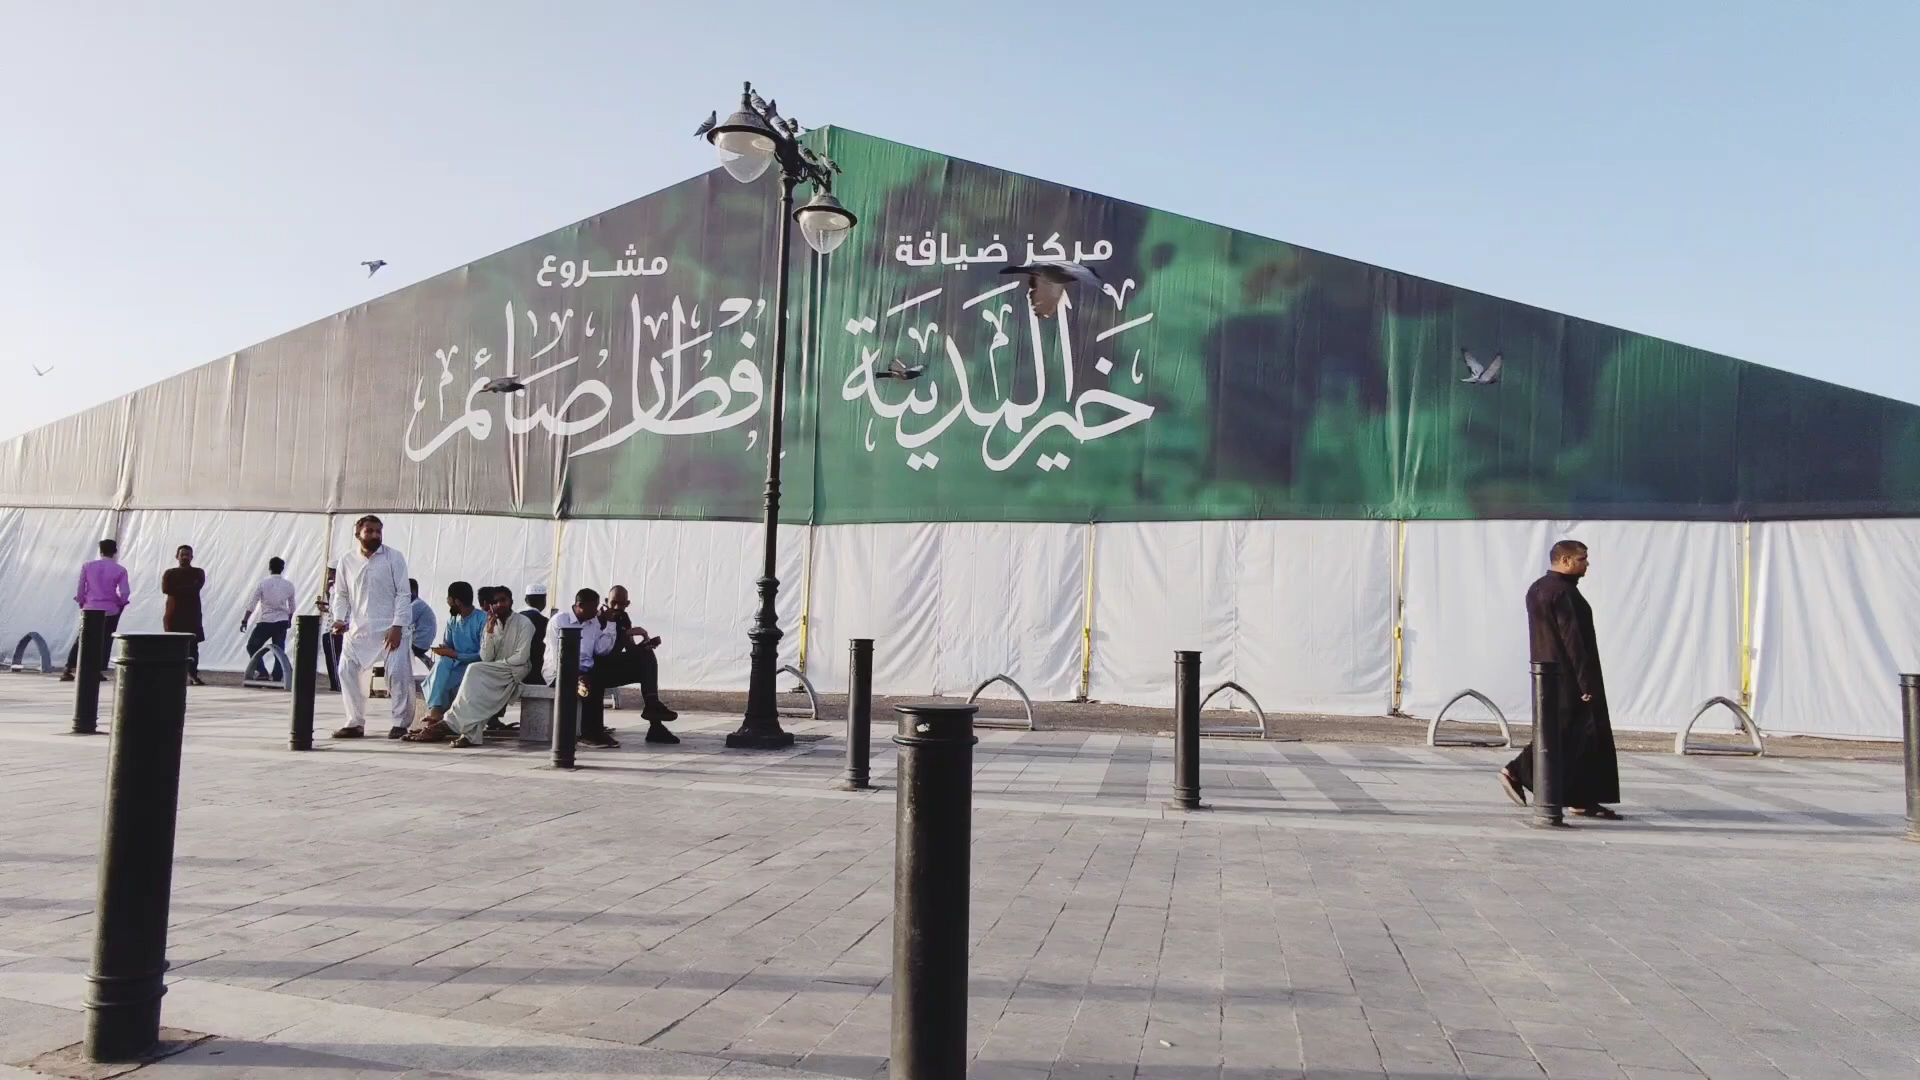 مركز ضيافة
خير المدينة
مشروع
إفطار صائم